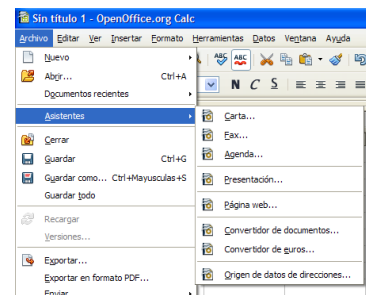 Sin título 1 - OpenOffice.org Calc
Archivo Editar Ver Insertar Formato Herramientas Datos Ventana Ayuda
Nuevo
Abrir... Ctrl+A
Documentos recientes
Asistentes
Cerrar
Guardar Ctrl+G
Guardar como... Ctrl+Mayusculas+S
Guardar todo
Recargar
Versiones...
Exportar...
Exportar en formato PDF...
Enviar
ABC ABC
N C S
Carta...
Fax...
Agenda...
Presentación...
Página web...
Convertidor de documentos...
Convertidor de euros...
Origen de datos de direcciones...